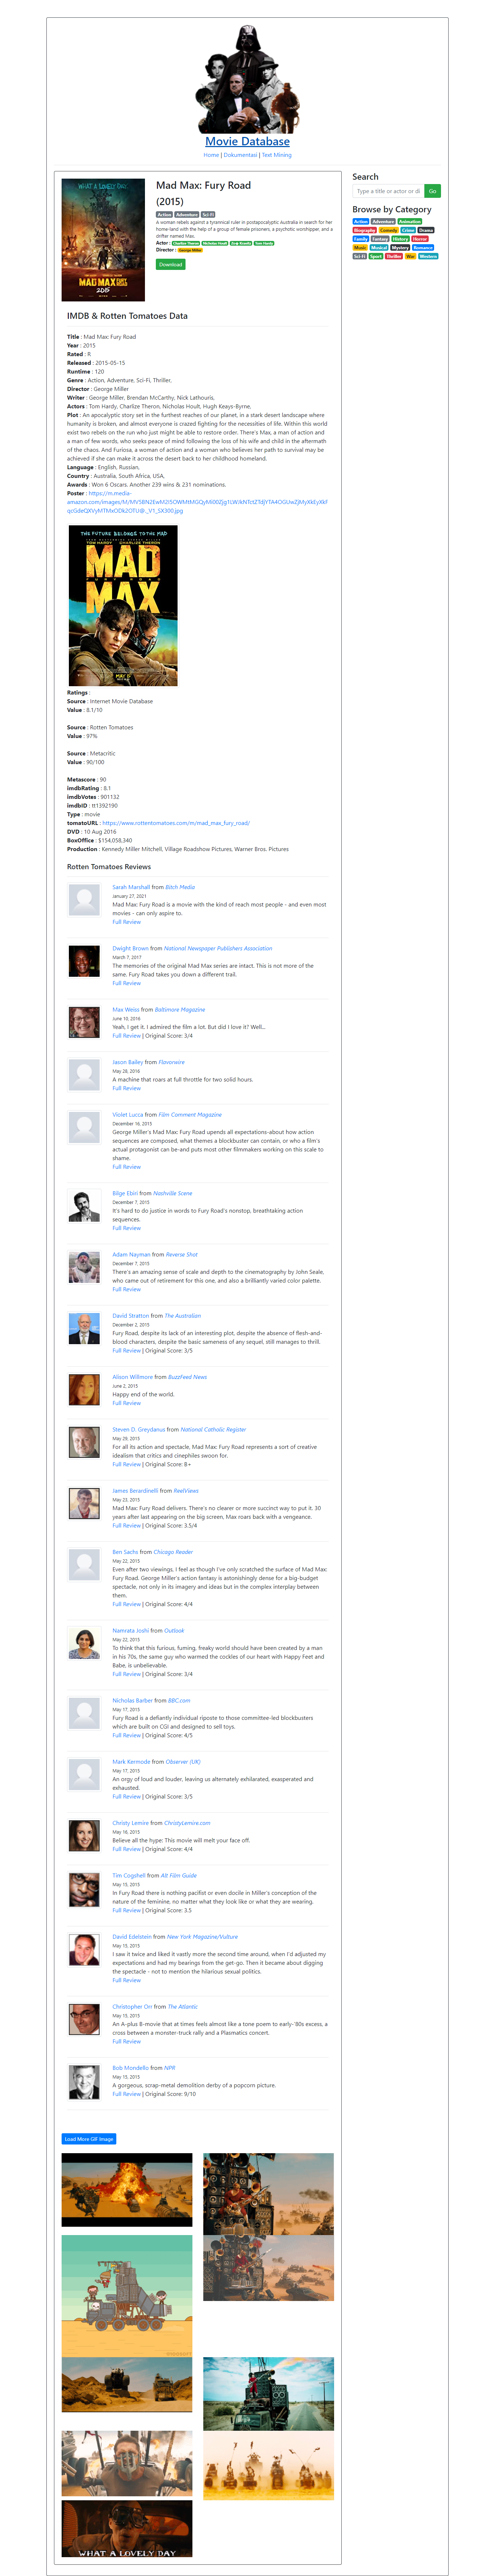 Movie Database
Home | Dokumentasi | Text Mining
WHAT A LOVELY DAY.
MAD MAX
2015
Mad Max: Fury Road
(2015)
Action Adventure Sci-Fi
A woman rebels against a tyrannical ruler in postapocalyptic Australia in search for her
home-land with the help of a group of female prisoners, a psychotic worshipper, and a
drifter named Max.
Actor : Charlize Theron Nicholas Hoult Zoë Kravitz Tom Hardy
Director : George Miller
Download
Search
Type a title or actor or di
Go
Browse by Category
Action Adventure Animation
Biography Comedy Crime Drama
Family Fantasy History Horror
Music Musical Mystery Romance
Sci-Fi Sport Thriller War Western
IMDB & Rotten Tomatoes Data
Title : Mad Max: Fury Road
Year : 2015
Rated : R
Released : 2015-05-15
Runtime : 120
Genre : Action, Adventure, Sci-Fi, Thriller,
Director : George Miller
Writer : George Miller, Brendan McCarthy, Nick Lathouris,
Actors : Tom Hardy, Charlize Theron, Nicholas Hoult, Hugh Keays-Byrne,
Plot : An apocalyptic story set in the furthest reaches of our planet, in a stark desert landscape where
humanity is broken, and almost everyone is crazed fighting for the necessities of life. Within this world
exist two rebels on the run who just might be able to restore order. There's Max, a man of action and
a man of few words, who seeks peace of mind following the loss of his wife and child in the aftermath
of the chaos. And Furiosa, a woman of action and a woman who believes her path to survival may be
achieved if she can make it across the desert back to her childhood homeland.
Language : English, Russian,
Country : Australia, South Africa, USA,
Awards : Won 6 Oscars. Another 239 wins & 231 nominations.
Poster : https://m.media-
THE FUTURE BELONGS TO THE MAD
TOM HARDY CHARLIZE THERON
MAD
MAX
FURY ROAD
MAY 15
Ratings :
Source : Internet Movie Database
Value : 8.1/10
Source : Rotten Tomatoes
Value : 97%
Source : Metacritic
Value : 90/100
Metascore : 90
imdbRating : 8.1
imdbVotes : 901132
imdbID : tt1392190
Type : movie
tomatoURL : https://www.rottentomatoes.com/m/mad_max_fury_road/
DVD : 10 Aug 2016
BoxOffice : $154,058,340
Production : Kennedy Miller Mitchell, Village Roadshow Pictures, Warner Bros. Pictures
Rotten Tomatoes Reviews
Sarah Marshall from Bitch Media
January 27, 2021
Mad Max: Fury Road is a movie with the kind of reach most people - and even most
movies - can only aspire to.
Full Review
Dwight Brown from National Newspaper Publishers Association
March 7, 2017
The memories of the original Mad Max series are intact. This is not more of the
same. Fury Road takes you down a different trail.
Full Review
Max Weiss from Baltimore Magazine
June 10, 2016
Yeah, I get it. I admired the film a lot. But did I love it? Well...
Full Review | Original Score: 3/4
Jason Bailey from Flavorwire
May 26, 2016
A machine that roars at full throttle for two solid hours.
Full Review
Violet Lucca from Film Comment Magazine
December 16, 2015
George Miller's Mad Max: Fury Road upends all expectations-about how action
sequences are composed, what themes a blockbuster can contain, or who a film's
actual protagonist can be-and puts most other filmmakers working on this scale to
shame.
Full Review
Bilge Ebiri from Nashville Scene
December 7, 2015
It's hard to do justice in words to Fury Road's nonstop, breathtaking action
sequences.
Full Review
Adam Nayman from Reverse Shot
December 7, 2015
There's an amazing sense of scale and depth to the cinematography by John Seale,
who came out of retirement for this one, and also a brilliantly varied color palette.
Full Review
David Stratton from The Australian
December 2, 2015
Fury Road, despite its lack of an interesting plot, despite the absence of flesh-and-
blood characters, despite the basic sameness of any sequel, still manages to thrill.
Full Review | Original Score: 3/5
Alison Willmore from BuzzFeed News
June 2, 2015
Happy end of the world.
Full Review
Steven D. Greydanus from National Catholic Register
May 29, 2015
For all its action and spectacle, Mad Max: Fury Road represents a sort of creative
idealism that critics and cinephiles swoon for.
Full Review | Original Score: B+
James Berardinelli from ReelViews
May 23, 2015
Mad Max: Fury Road delivers. There's no clearer or more succinct way to put it. 30
years after last appearing on the big screen, Max roars back with a vengeance.
Full Review | Original Score: 3.5/4
Ben Sachs from Chicago Reader
May 22, 2015
Even after two viewings, I feel as though I've only scratched the surface of Mad Max:
Fury Road. George Miller's action fantasy is astonishingly dense for a big-budget
spectacle, not only in its imagery and ideas but in the complex interplay between
them.
Full Review | Original Score: 4/4
Namrata Joshi from Outlook
May 22, 2015
To think that this furious, fuming, freaky world should have been created by a man
in his 70s, the same guy who warmed the cockles of our heart with Happy Feet and
Babe, is unbelievable.
Full Review | Original Score: 3/4
Nicholas Barber from BBC.com
May 17, 2015
Fury Road is a defiantly individual riposte to those committee-led blockbusters
which are built on CGI and designed to sell toys.
Full Review | Original Score: 4/5
Mark Kermode from Observer (UK)
May 17, 2015
An orgy of loud and louder, leaving us alternately exhilarated, exasperated and
exhausted.
Full Review | Original Score: 3/5
Christy Lemire from ChristyLemire.com
May 16, 2015
Believe all the hype: This movie will melt your face off.
Full Review | Original Score: 4/4
Tim Cogshell from Alt Film Guide
May 15, 2015
In Fury Road there is nothing pacifist or even docile in Miller's conception of the
nature of the feminine, no matter what they look like or what they are wearing.
Full Review | Original Score: 3.5
David Edelstein from New York Magazine/Vulture
May 15, 2015
I saw it twice and liked it vastly more the second time around, when I'd adjusted my
expectations and had my bearings from the get-go. Then it became about digging
the spectacle - not to mention the hilarious sexual politics.
Full Review
Christopher Orr from The Atlantic
May 15, 2015
An A-plus B-movie that at times feels almost like a tone poem to early-'80s excess, a
cross between a monster-truck rally and a Plasmatics concert.
Full Review
Bob Mondello from NPR
May 15, 2015
A gorgeous, scrap-metal demolition derby of a popcorn picture.
Full Review | Original Score: 9/10
Load More GIF Image
WHAT A LOVELY DAY